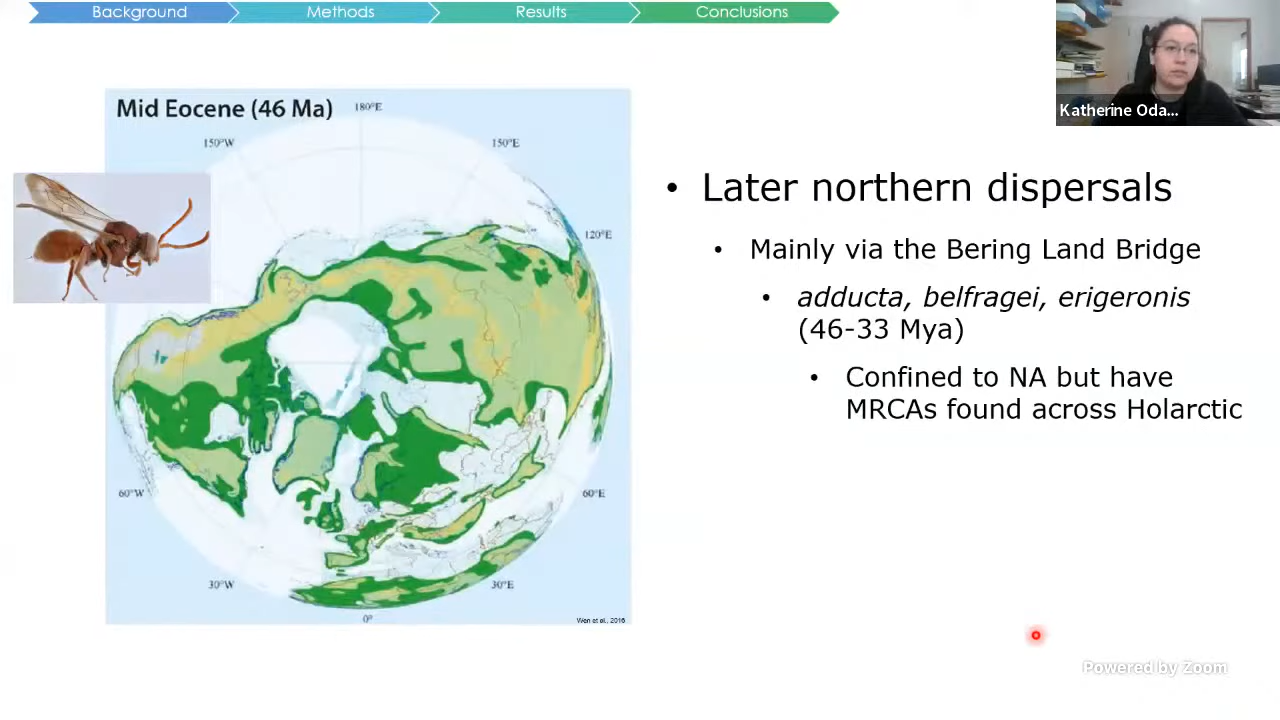 Background
Methods
Results
Conclusions
Katherine Oda...
Mid Eocene (46 Ma)
180°E
150°W
150°E
120°E
60°W
60°E
30°W
30°E
0°
Wen et al., 2016
• Later northern dispersals
• Mainly via the Bering Land Bridge
• adducta, belfragei, erigeronis
(46-33 Mya)
• Confined to NA but have
MRCAs found across Holarctic
Powered by Zoom